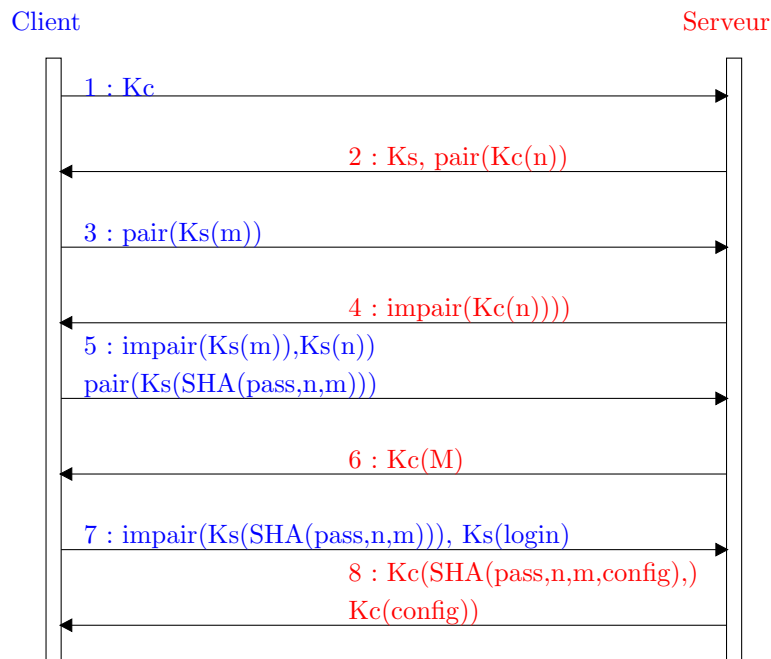 Client
Serveur
1 : Kc
2 : Ks, pair(Kc(n))
3 : pair(Ks(m))
4 : impair(Kc(n))))
5 : impair(Ks(m)),Ks(n))
pair(Ks(SHA(pass,n,m)))
6 : Kc(M)
7 : impair(Ks(SHA(pass,n,m))), Ks(login)
8 : Kc(SHA(pass,n,m,config),)
Kc(config))